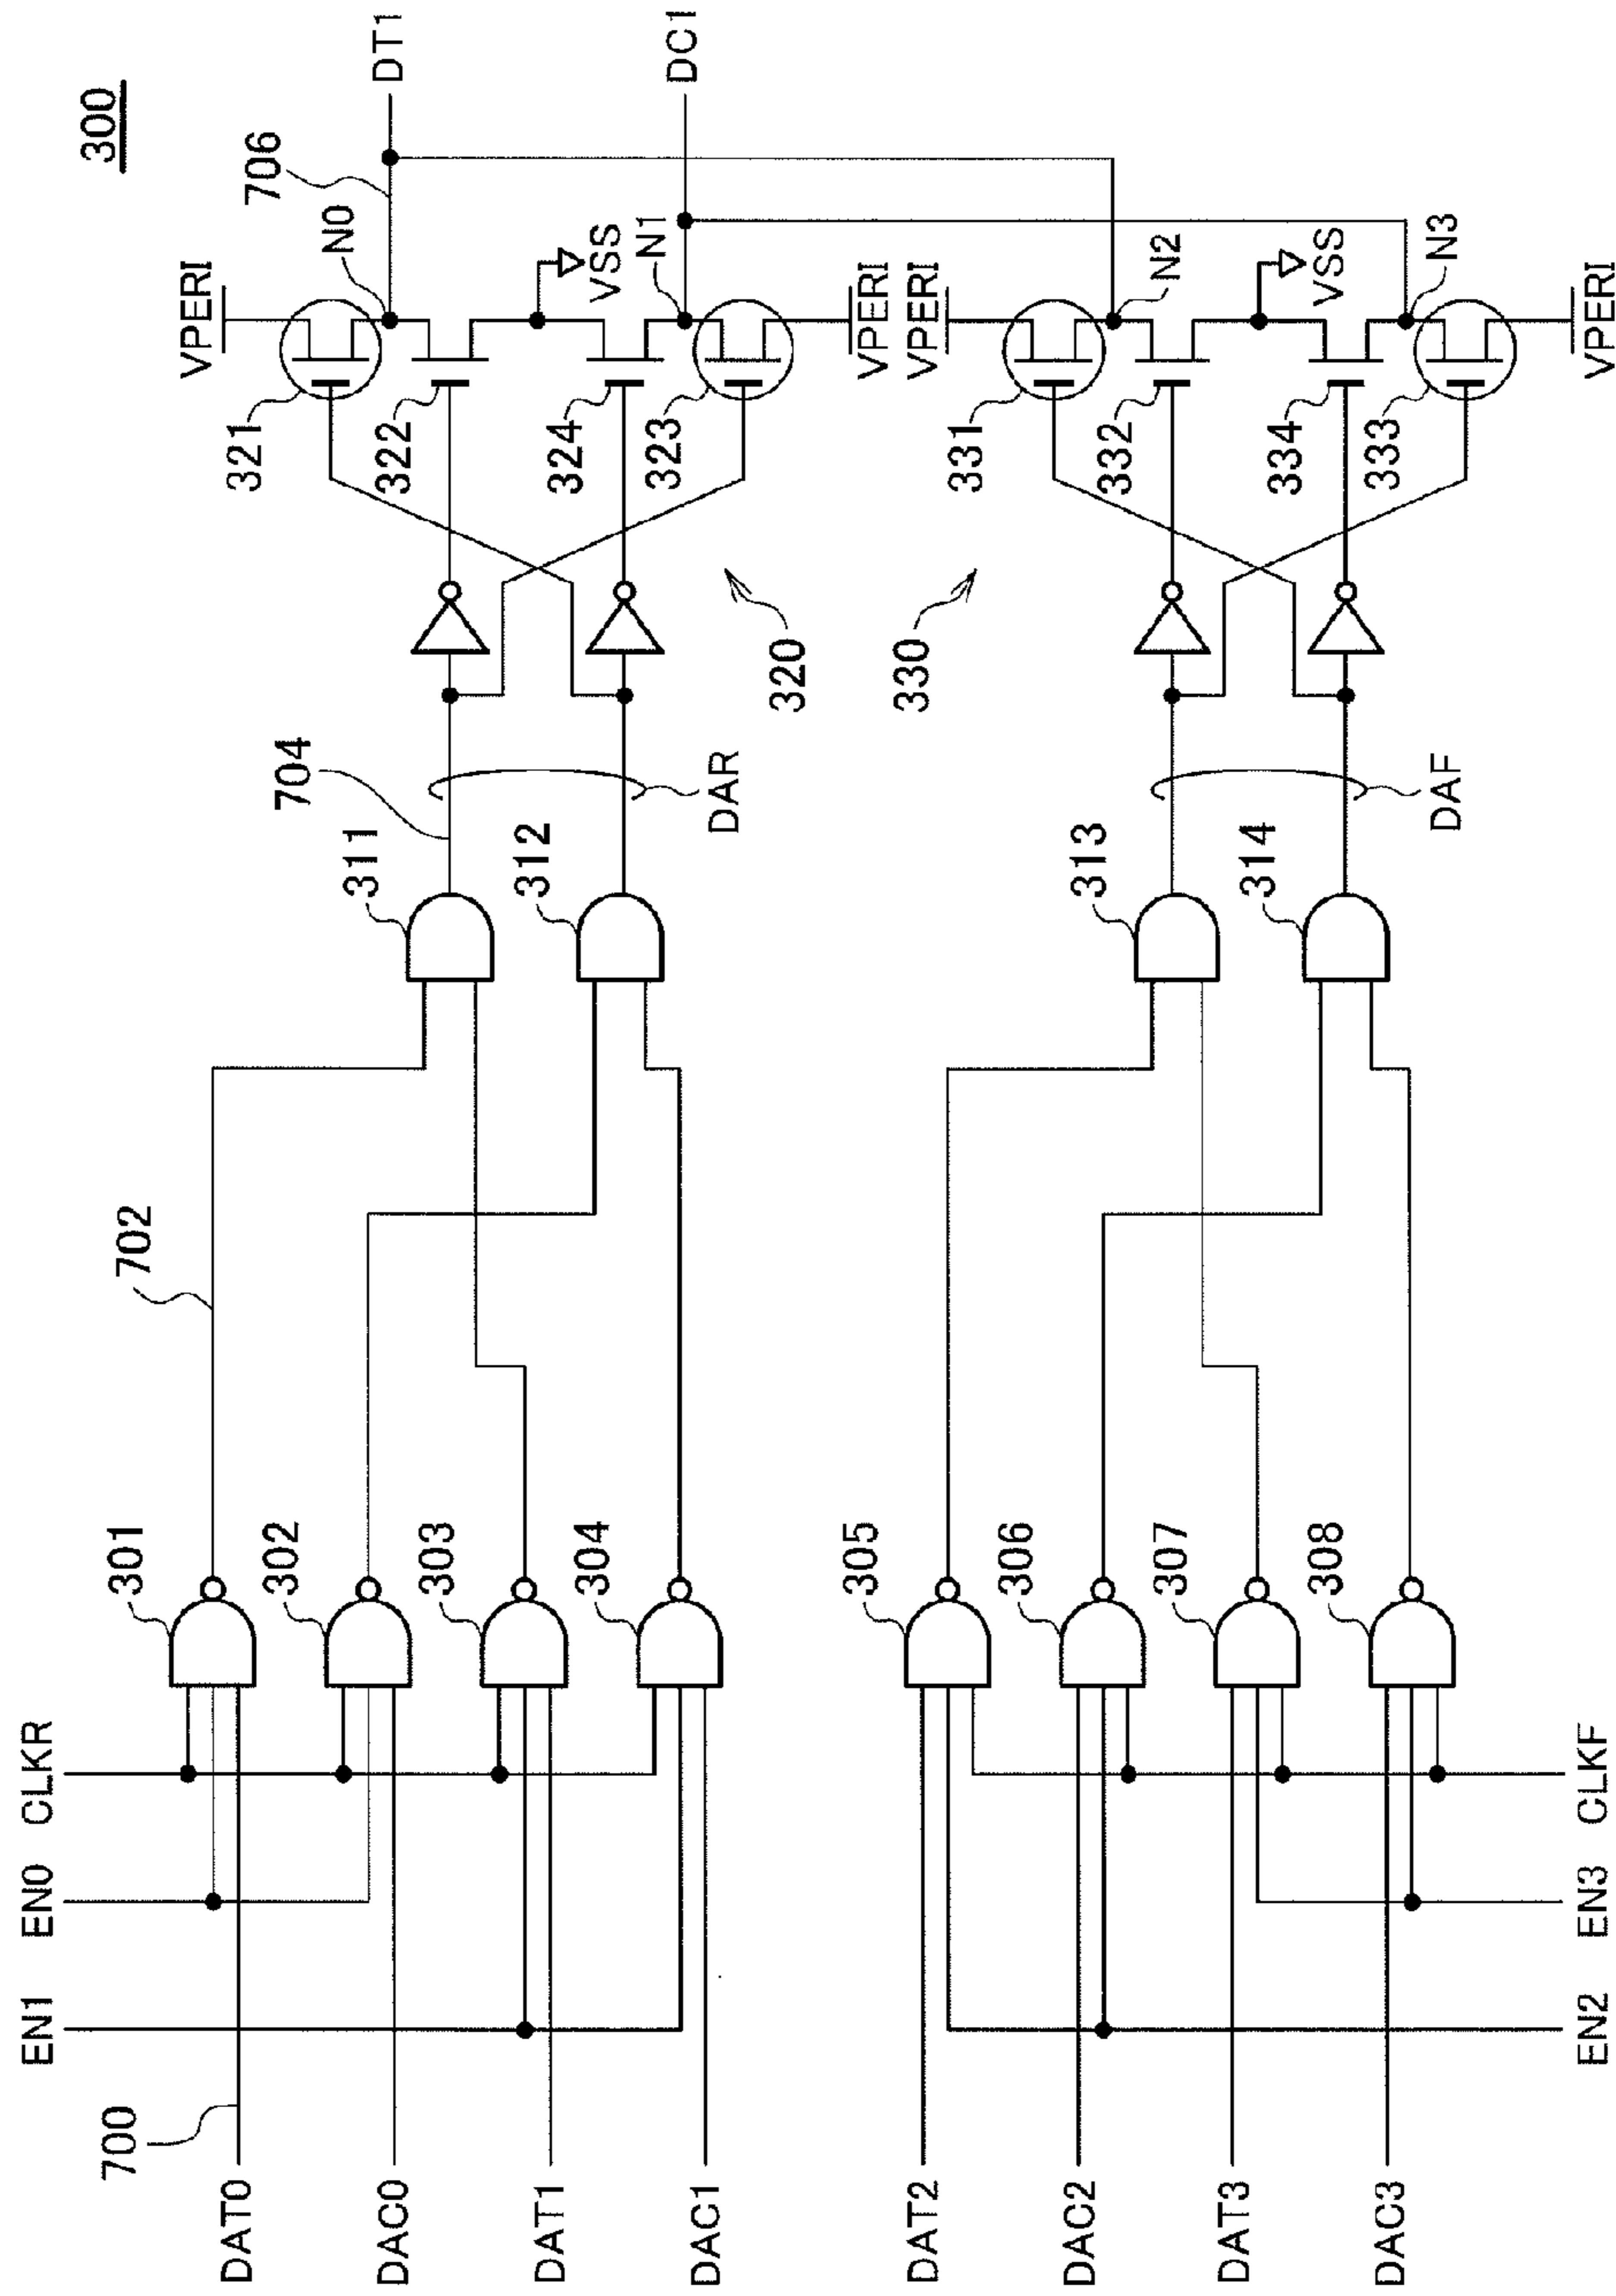 300
EN1
EN0
CLKR
700
DAT0
DAC0
DAT1
DAC1
301
302
303
304
702
311
312
704
DAR
320
321
322
324
323
VPERI
N0
VSS
N1
VPERI
706
DT1
DC1
DAT2
DAC2
DAT3
DAC3
EN2
EN3
CLKF
305
306
307
308
313
314
DAF
330
331
332
334
333
VPERI
N2
VSS
N3
VPERI